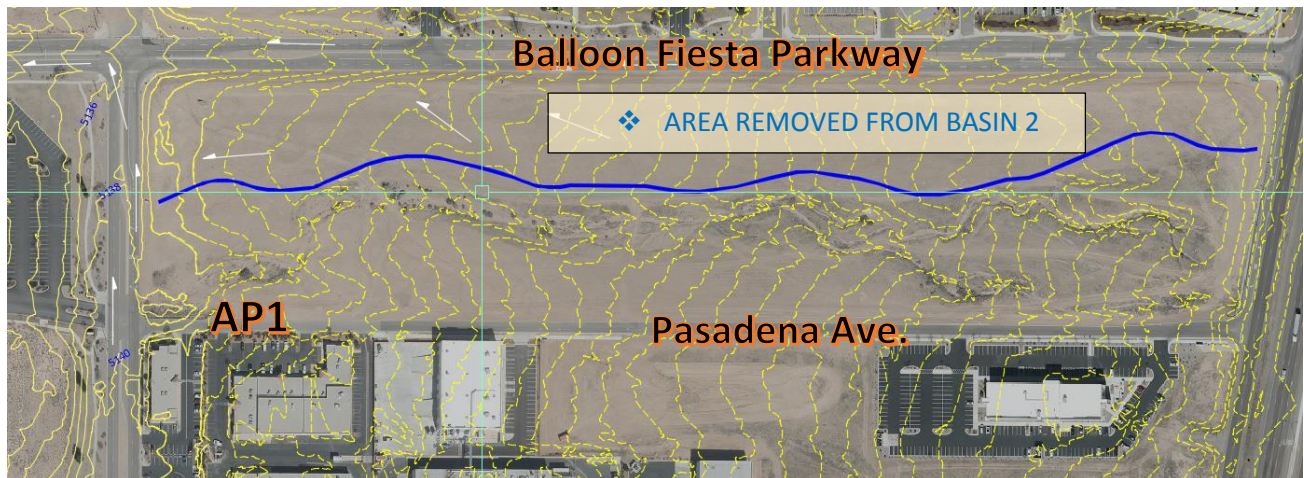 Balloon Fiesta Parkway
❖ AREA REMOVED FROM BASIN 2
5136
5138
AP1
Pasadena Ave.
5140